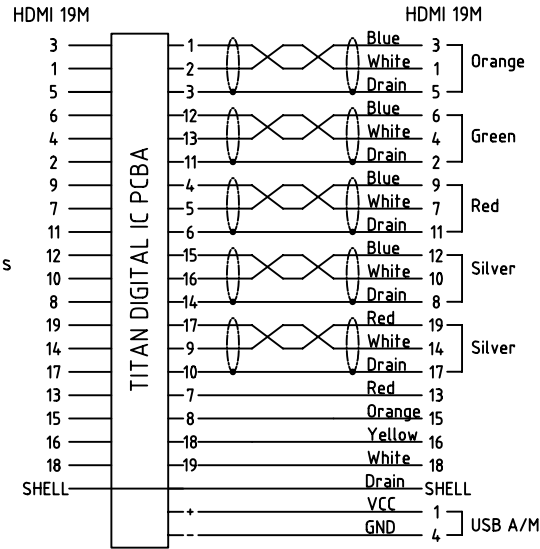 HDMI 19M HDMI 19M
3 1 Blue 3
1 2 White 1 Orange
5 3 Drain 5
6 12 Blue 6
4 13 White 4 Green
2 11 Drain 2
9 4 Blue 9
7 5 White 7 Red
11 6 Drain 11
12 15 Blue 12
s 10 16 White 10 Silver
8 14 Drain 8
19 17 Red 19
14 9 White 14 Silver
17 10 Drain 17
13 7 Red 13
15 8 Orange 15
16 18 Yellow 16
18 19 White 18
SHELL Drain SHELL
+ VCC 1
- GND 4 USB A/M
TITAN DIGITAL IC PCBA